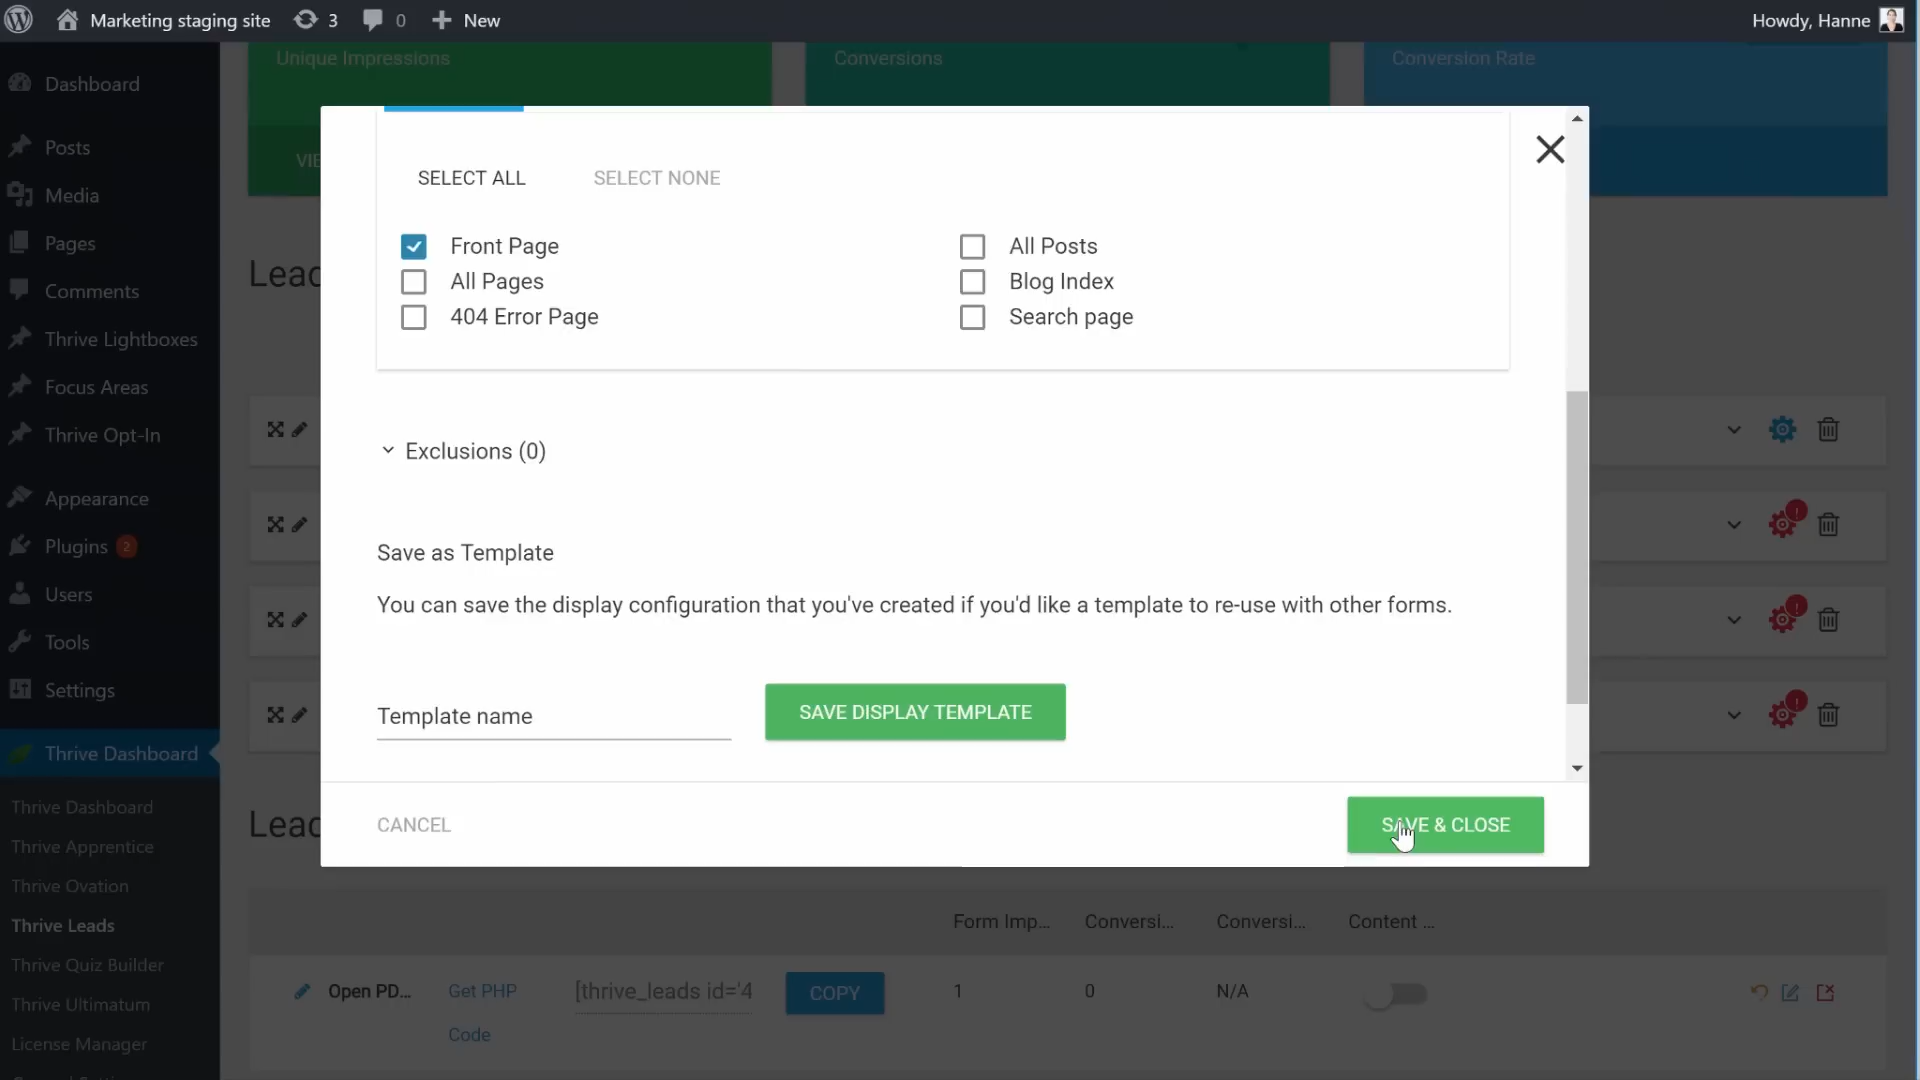 Marketing staging site
3
0
New
Howdy, Hanne
Unique Impressions
Conversions
Conversion Rate
Dashboard
Posts
Media
Pages
Comments
Thrive Lightboxes
Focus Areas
Thrive Opt-In
Appearance
Plugins 2
Users
Tools
Settings
Thrive Dashboard
Thrive Dashboard
Thrive Apprentice
Thrive Ovation
Thrive Leads
Thrive Quiz Builder
Thrive Ultimatum
License Manager
SELECT ALL
SELECT NONE
Front Page
All Posts
All Pages
Blog Index
404 Error Page
Search page
Exclusions (0)
Save as Template
You can save the display configuration that you've created if you'd like a template to re-use with other forms.
Template name
SAVE DISPLAY TEMPLATE
CANCEL
SAVE & CLOSE
Form Imp...
Conversi...
Conversi...
Content ...
Open PD...
Get PHP
Code
[thrive_leads id='4
COPY
1
0
N/A